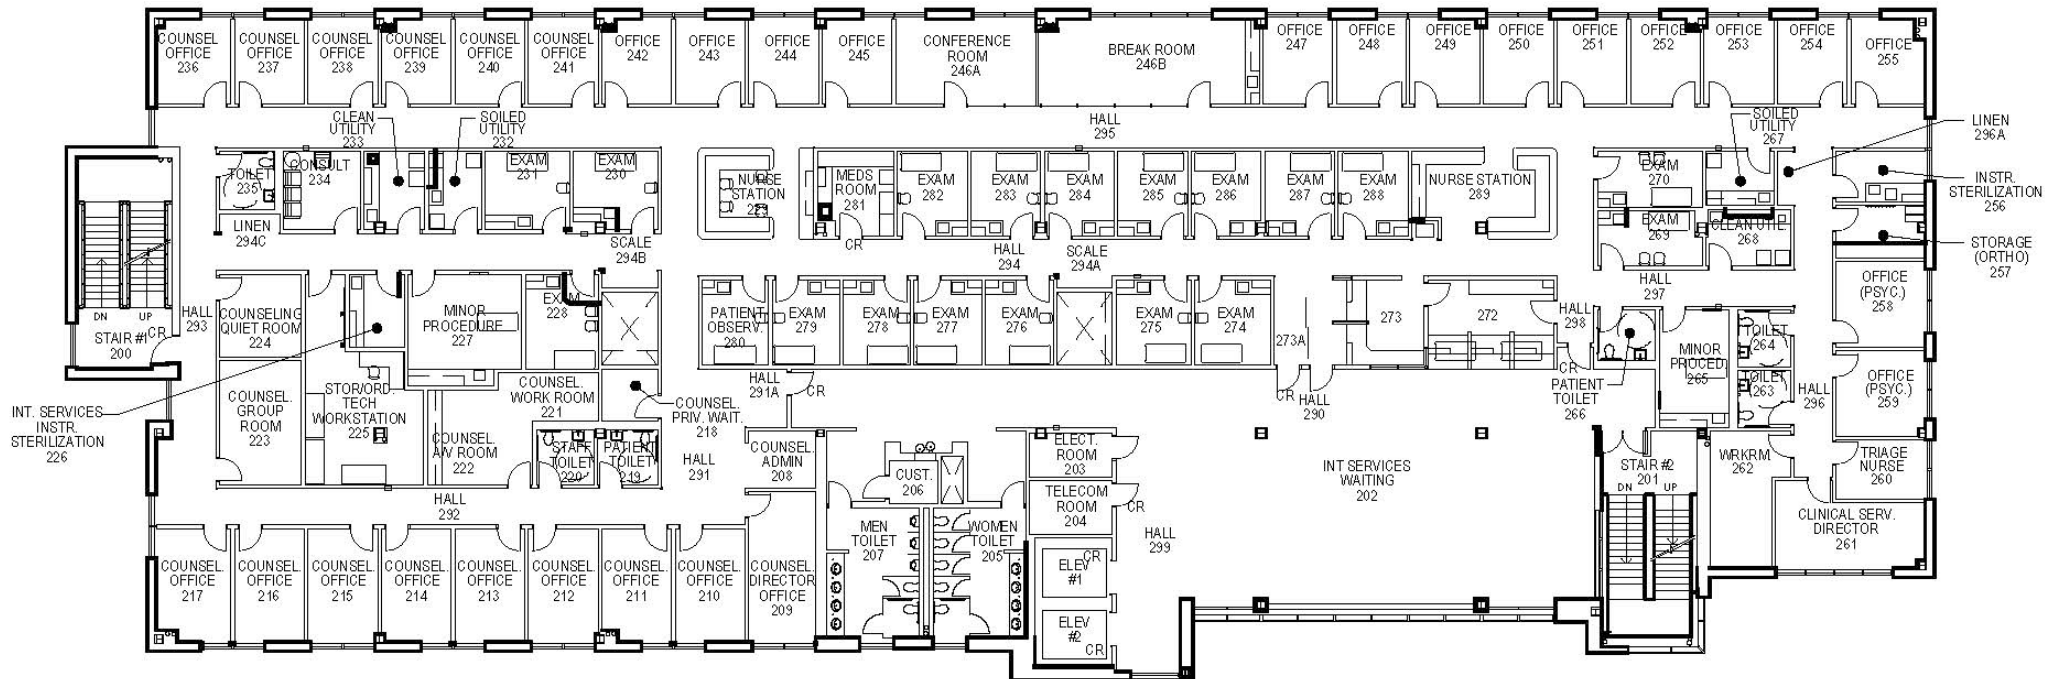 COUNSEL
OFFICE
236
COUNSEL
OFFICE
237
COUNSEL
OFFICE
238
COUNSEL
OFFICE
239
COUNSEL
OFFICE
240
COUNSEL
OFFICE
241
OFFICE
242
OFFICE
243
OFFICE
244
OFFICE
245
CONFERENCE
ROOM
246A
BREAK ROOM
246B
OFFICE
247
OFFICE
248
OFFICE
249
OFFICE
250
OFFICE
251
OFFICE
252
OFFICE
253
OFFICE
254
OFFICE
255
CLEAN
UTILITY
233
SOILED
UTILITY
232
HALL
295
SOILED
UTILITY
267
LINEN
296A
TOILET
235
CONSULT
234
EXAM
231
EXAM
230
NURSE
STATION
229
MEDS
ROOM
281
CR
EXAM
282
EXAM
283
EXAM
284
EXAM
285
EXAM
286
EXAM
287
EXAM
288
NURSE STATION
289
EXAM
270
INSTR.
STERILIZATION
256
LINEN
294C
SCALE
294B
HALL
294
SCALE
294A
EXAM
269
CLEAN UTIL.
268
STORAGE
(ORTHO)
257
HALL
297
DN
UP
STAIR #1
200
CR
HALL
293
COUNSELING
QUIET ROOM
224
MINOR
PROCEDURE
227
EXAM
228
PATIENT
OBSERV.
280
EXAM
279
EXAM
278
EXAM
277
EXAM
276
EXAM
275
EXAM
274
273A
273
272
HALL
298
CR
MINOR
PROCED.
265
TOILET
264
TOILET
263
OFFICE
(PSYC.)
258
OFFICE
(PSYC.)
259
HALL
296
INT. SERVICES
INSTR.
STERILIZATION
226
COUNSEL.
GROUP
ROOM
223
STOR/ORD.
TECH
WORKSTATION
225
COUNSEL.
WORK ROOM
221
COUNSEL.
A/V ROOM
222
STAFF
TOILET
220
PATIENT
TOILET
219
COUNSEL.
PRIV. WAIT.
218
HALL
291A
CR
HALL
291
COUNSEL.
ADMIN
208
CUST.
206
ELECT.
ROOM
203
TELECOM
ROOM
204
CR
CR
HALL
290
INT SERVICES
WAITING
202
PATIENT
TOILET
266
STAIR #2
201
DN
UP
WRKRM
262
TRIAGE
NURSE
260
CLINICAL SERV.
DIRECTOR
261
HALL
292
COUNSEL.
OFFICE
217
COUNSEL.
OFFICE
216
COUNSEL.
OFFICE
215
COUNSEL.
OFFICE
214
COUNSEL.
OFFICE
213
COUNSEL.
OFFICE
212
COUNSEL.
OFFICE
211
COUNSEL.
OFFICE
210
COUNSEL.
DIRECTOR
OFFICE
209
MEN
TOILET
207
WOMEN
TOILET
205
HALL
299
CR
ELEV
#1
ELEV
#2
CR